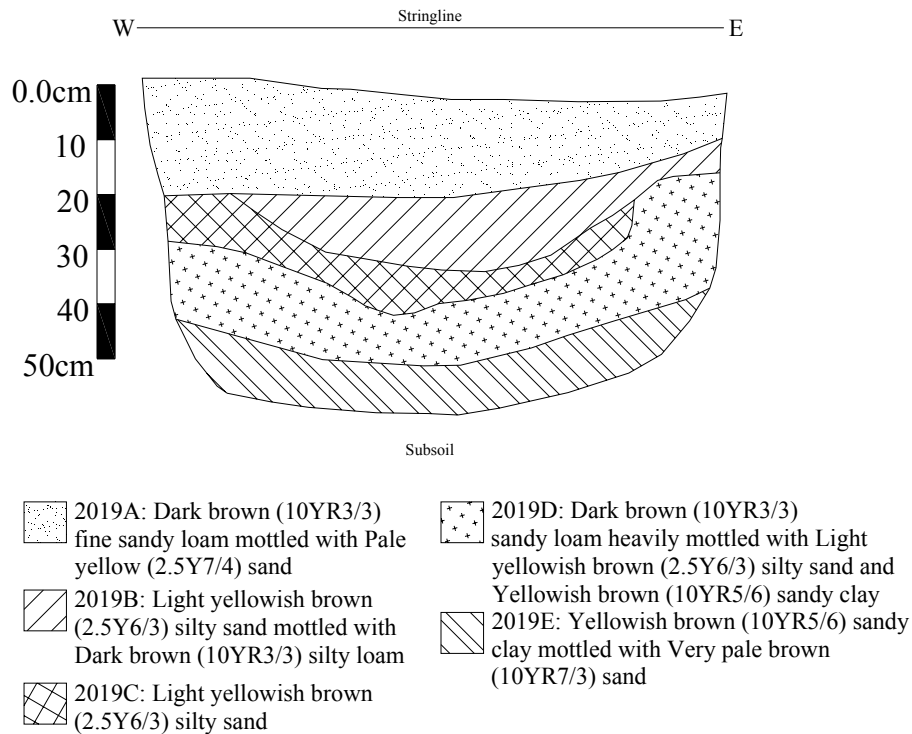 Stringline
W E
0.0cm
10
20
30
40
50cm
Subsoil
2019A: Dark brown (10YR3/3)
fine sandy loam mottled with Pale
yellow (2.5Y7/4) sand
2019B: Light yellowish brown
(2.5Y6/3) silty sand mottled with
Dark brown (10YR3/3) silty loam
2019C: Light yellowish brown
(2.5Y6/3) silty sand
2019D: Dark brown (10YR3/3)
sandy loam heavily mottled with Light
yellowish brown (2.5Y6/3) silty sand and
Yellowish brown (10YR5/6) sandy clay
2019E: Yellowish brown (10YR5/6) sandy
clay mottled with Very pale brown
(10YR7/3) sand